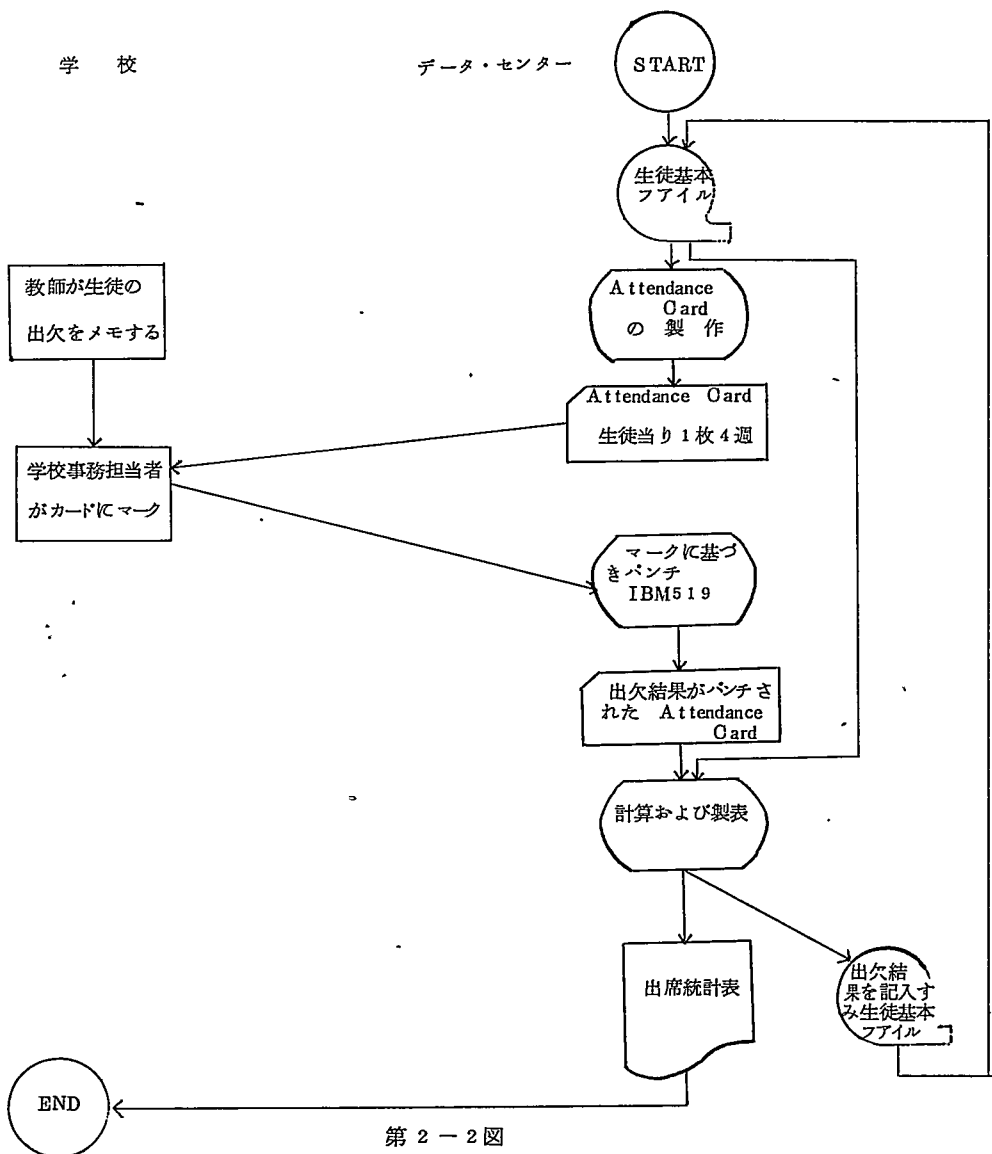 学 校
データ・センター
START
生徒基本
フアイル
教師が生徒の
出欠をメモする
Attendance
Card
の 製 作
Attendance Card
生徒当り1枚4週
学校事務担当者
がカードにマーク
マークに基づ
きパンチ
IBM519
出欠結果がパンチさ
れた Attendance
Card
計算および製表
出席統計表
出欠結
果を記入す
み生徒基本
フアイル
END
第2-2図